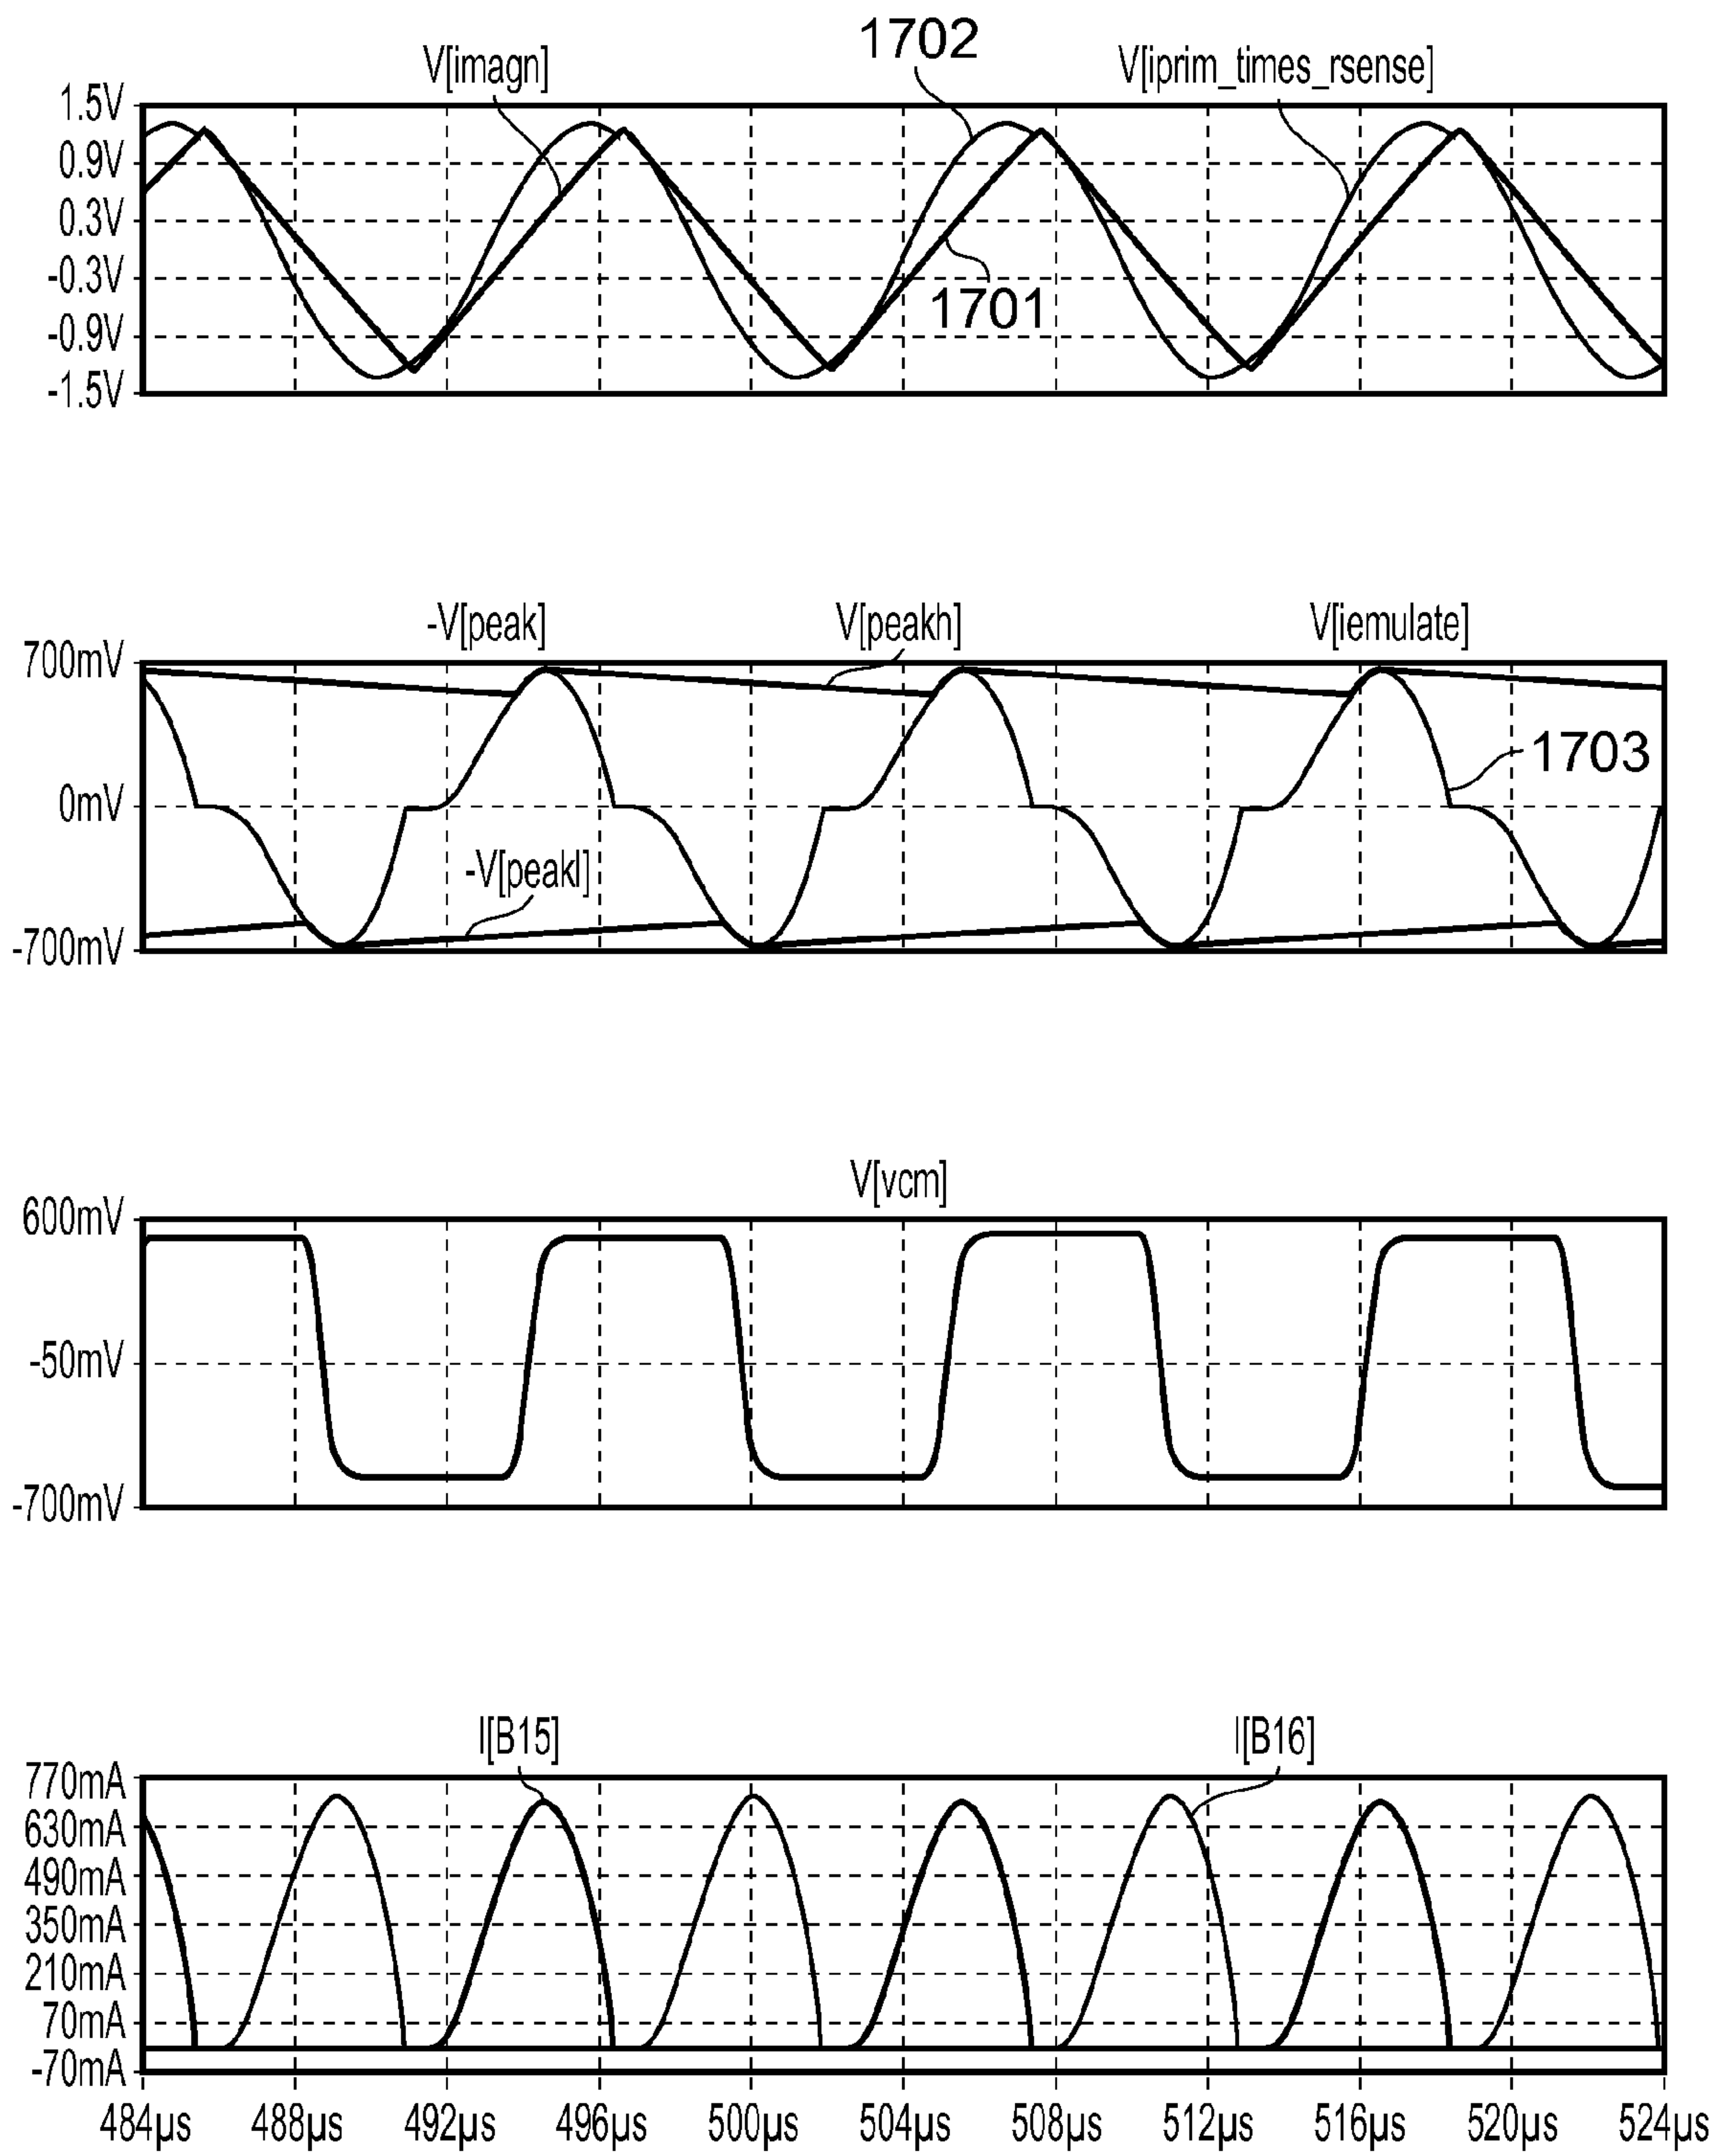 1702
V[imagn]
V[iprim_times_rsense]
1.5V
0.9V
0.3V
-0.3V
1701
-0.9V
-1.5V
-V[peak]
V[peakh]
V[iemulate]
700mV
1703
0mV
-V[peakl]
-700mV
V[vcm]
600mV
-50mV
-700mV
I[B15]
I[B16]
770mA
630mA
490mA
350mA
210mA
70mA
-70mA
484µs 488µs 492µs 496µs 500µs 504µs 508µs 512µs 516µs 520µs 524µs